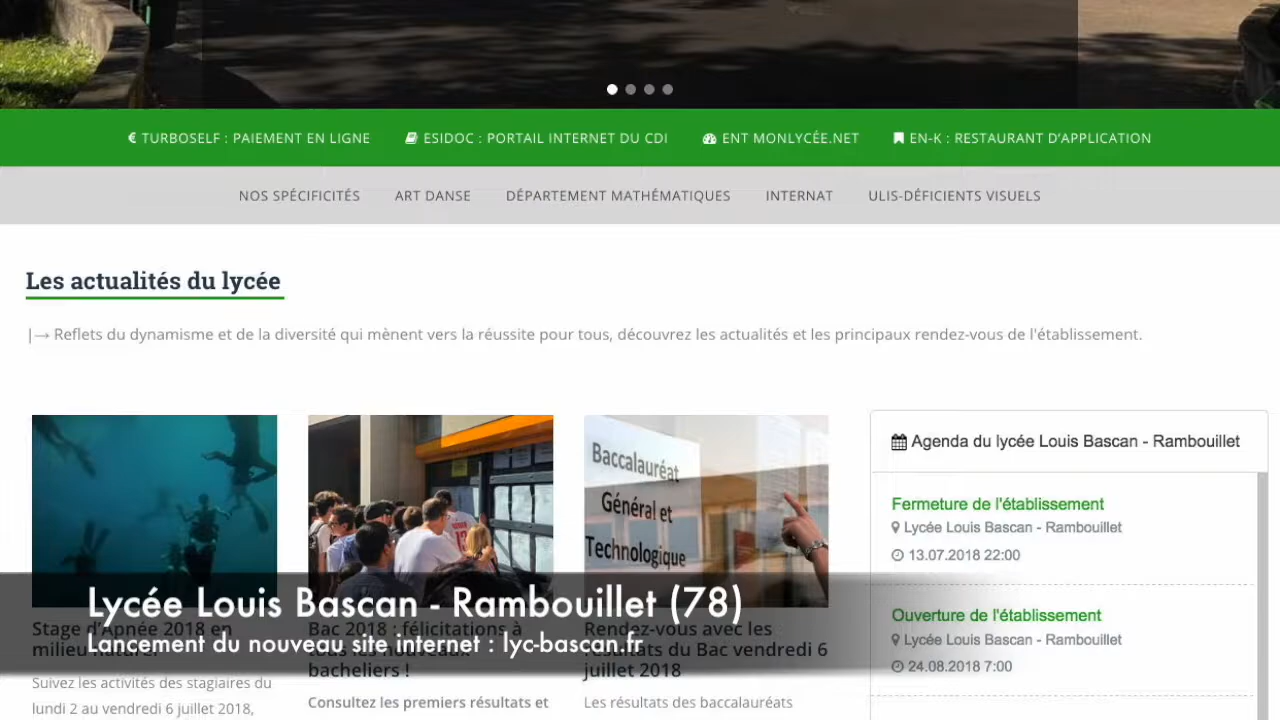 € TURBOSELF : PAIEMENT EN LIGNE ESIDOC : PORTAIL INTERNET DU CDI ENT MONLYCÉE.NET EN-K : RESTAURANT D'APPLICATION
NOS SPÉCIFICITÉS ART DANSE DÉPARTEMENT MATHÉMATIQUES INTERNAT ULIS-DÉFICIENTS VISUELS
Les actualités du lycée
|→ Reflets du dynamisme et de la diversité qui mènent vers la réussite pour tous, découvrez les actualités et les principaux rendez-vous de l'établissement.
Baccalauréat
Général et
Technologique
Stage d'Apnée 2018 en
milieu naturel
Suivez les activités des stagiaires du
lundi 2 au vendredi 6 juillet 2018,
Bac 2018 : félicitations à
tous les nouveaux
bacheliers !
Consultez les premiers résultats et
Rendez-vous avec les
résultats du Bac vendredi 6
juillet 2018
Les résultats des baccalauréats
Agenda du lycée Louis Bascan - Rambouillet
Fermeture de l'établissement
Lycée Louis Bascan - Rambouillet
13.07.2018 22:00
Ouverture de l'établissement
Lycée Louis Bascan - Rambouillet
24.08.2018 7:00
Lycée Louis Bascan - Rambouillet (78)
Lancement du nouveau site internet : lyc-bascan.fr